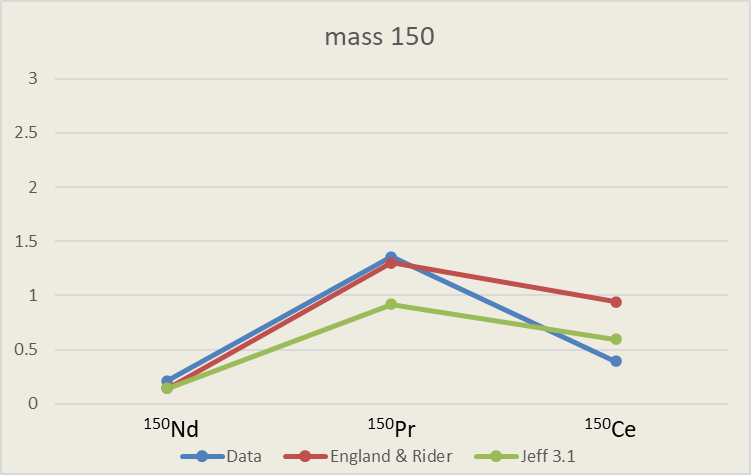 mass 150
3
2.5
2
1.5
1
0.5
0
¹⁵⁰Nd ¹⁵⁰Pr ¹⁵⁰Ce
Data England & Rider Jeff 3.1